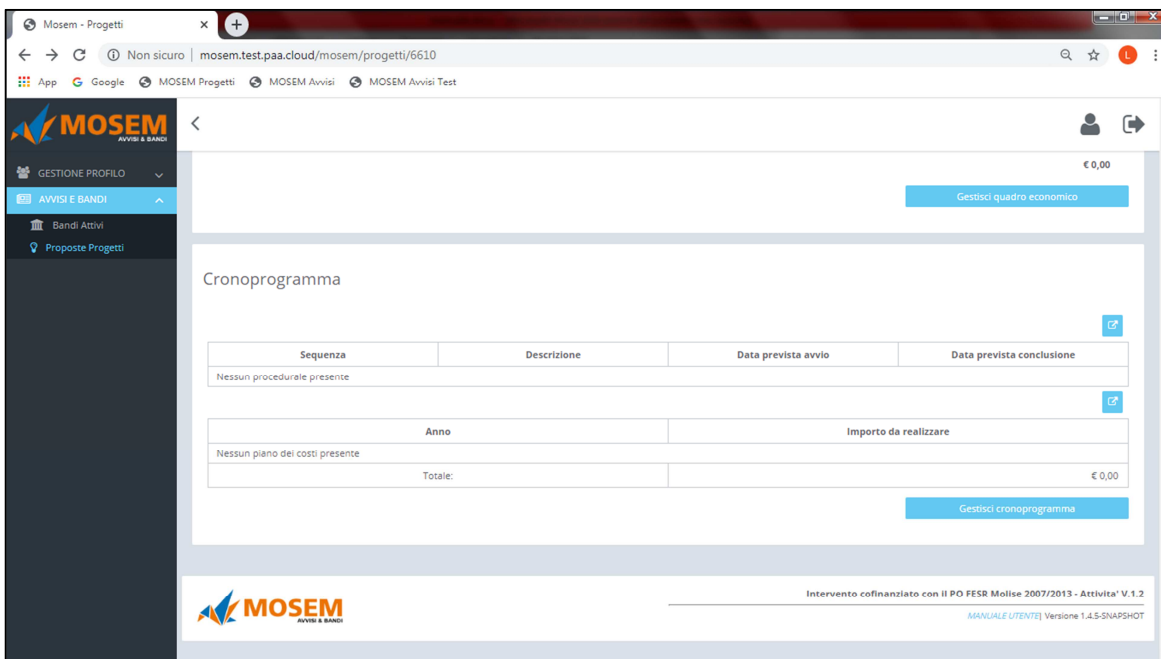 Mosem - Progetti
Non sicuro | mosem.test.paa.cloud/mosem/progetti/6610
L
App Google MOSEM Progetti MOSEM Avvisi MOSEM Avvisi Test
MOSEM
AVVISI & BANDI
GESTIONE PROFILO
AVVISI E BANDI
Bandi Attivi
Proposte Progetti
€ 0,00
Gestisci quadro economico
Cronoprogramma
Sequenza Descrizione Data prevista avvio Data prevista conclusione
Nessun procedurale presente
Anno Importo da realizzare
Nessun piano dei costi presente
Totale: € 0,00
Gestisci cronoprogramma
MOSEM
AVVISI & BANDI
Intervento cofinanziato con il PO FESR Molise 2007/2013 - Attivita' V.1.2
MANUALE UTENTE| Versione 1.4.5-SNAPSHOT